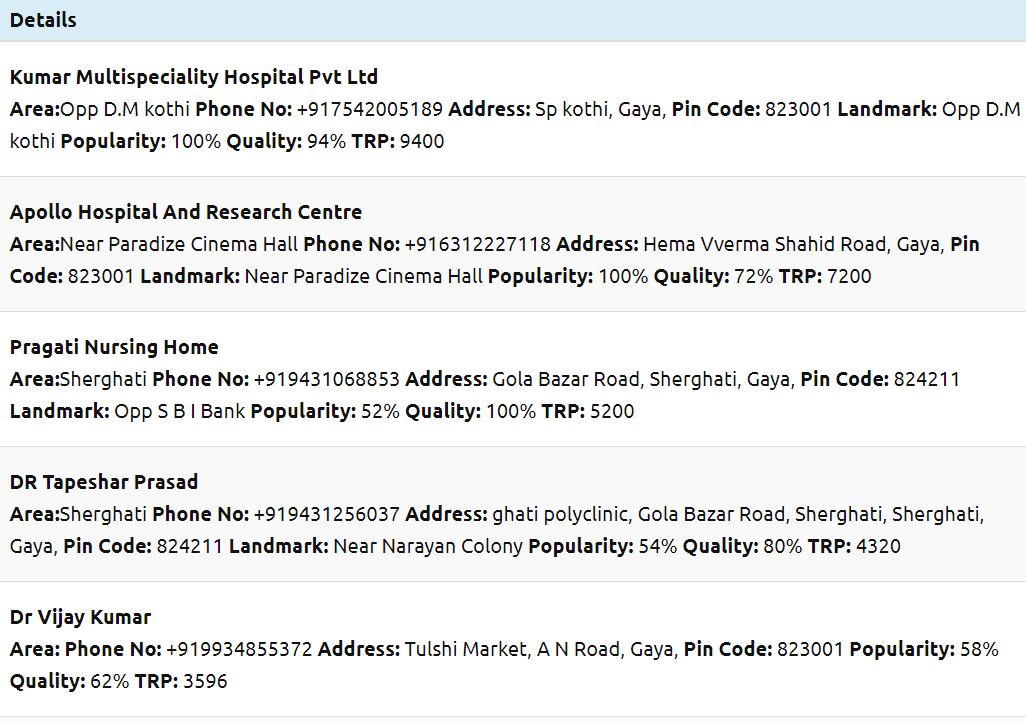 Details
Kumar Multispeciality Hospital Pvt Ltd
Area:Opp D.M kothi Phone No: +917542005189 Address: Sp kothi, Gaya, Pin Code: 823001 Landmark: Opp D.M
kothi Popularity: 100% Quality: 94% TRP: 9400
Apollo Hospital And Research Centre
Area:Near Paradize Cinema Hall Phone No: +916312227118 Address: Hema Vverma Shahid Road, Gaya, Pin
Code: 823001 Landmark: Near Paradize Cinema Hall Popularity: 100% Quality: 72% TRP: 7200
Pragati Nursing Home
Area:Sherghati Phone No: +919431068853 Address: Gola Bazar Road, Sherghati, Gaya, Pin Code: 824211
Landmark: Opp S B I Bank Popularity: 52% Quality: 100% TRP: 5200
DR Tapeshar Prasad
Area:Sherghati Phone No: +919431256037 Address: ghati polyclinic, Gola Bazar Road, Sherghati, Sherghati,
Gaya, Pin Code: 824211 Landmark: Near Narayan Colony Popularity: 54% Quality: 80% TRP: 4320
Dr Vijay Kumar
Area: Phone No: +919934855372 Address: Tulshi Market, A N Road, Gaya, Pin Code: 823001 Popularity: 58%
Quality: 62% TRP: 3596